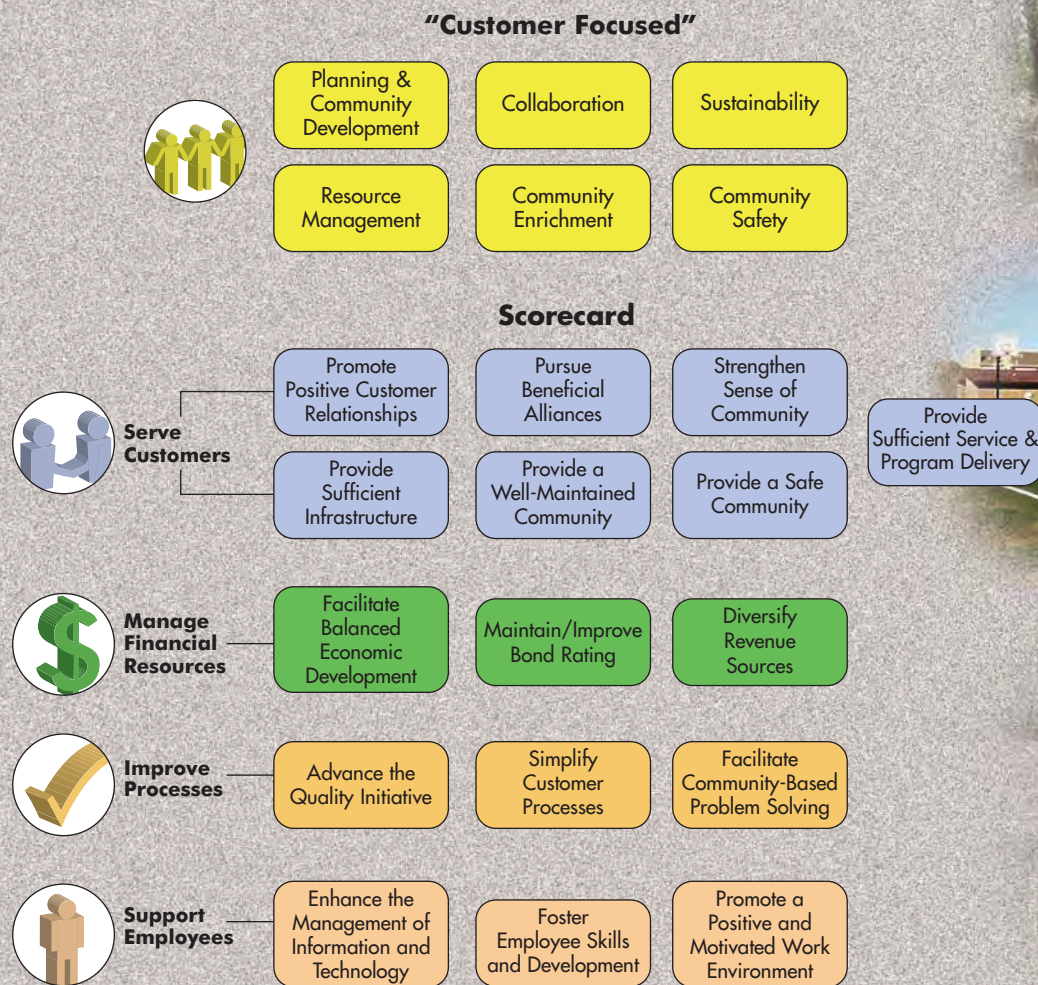 “Customer Focused”
Planning &
Community
Development
Collaboration
Sustainability
Resource
Management
Community
Enrichment
Community
Safety
Scorecard
Serve
Customers
Promote
Positive Customer
Relationships
Pursue
Beneficial
Alliances
Strengthen
Sense of
Community
Provide
Sufficient Service &
Program Delivery
Provide
Sufficient
Infrastructure
Provide a
Well-Maintained
Community
Provide a Safe
Community
Manage
Financial
Resources
Facilitate
Balanced
Economic
Development
Maintain/Improve
Bond Rating
Diversify
Revenue
Sources
Improve
Processes
Advance the
Quality Initiative
Simplify
Customer
Processes
Facilitate
Community-Based
Problem Solving
Support
Employees
Enhance the
Management of
Information and
Technology
Foster
Employee Skills
and Development
Promote a
Positive and
Motivated Work
Environment